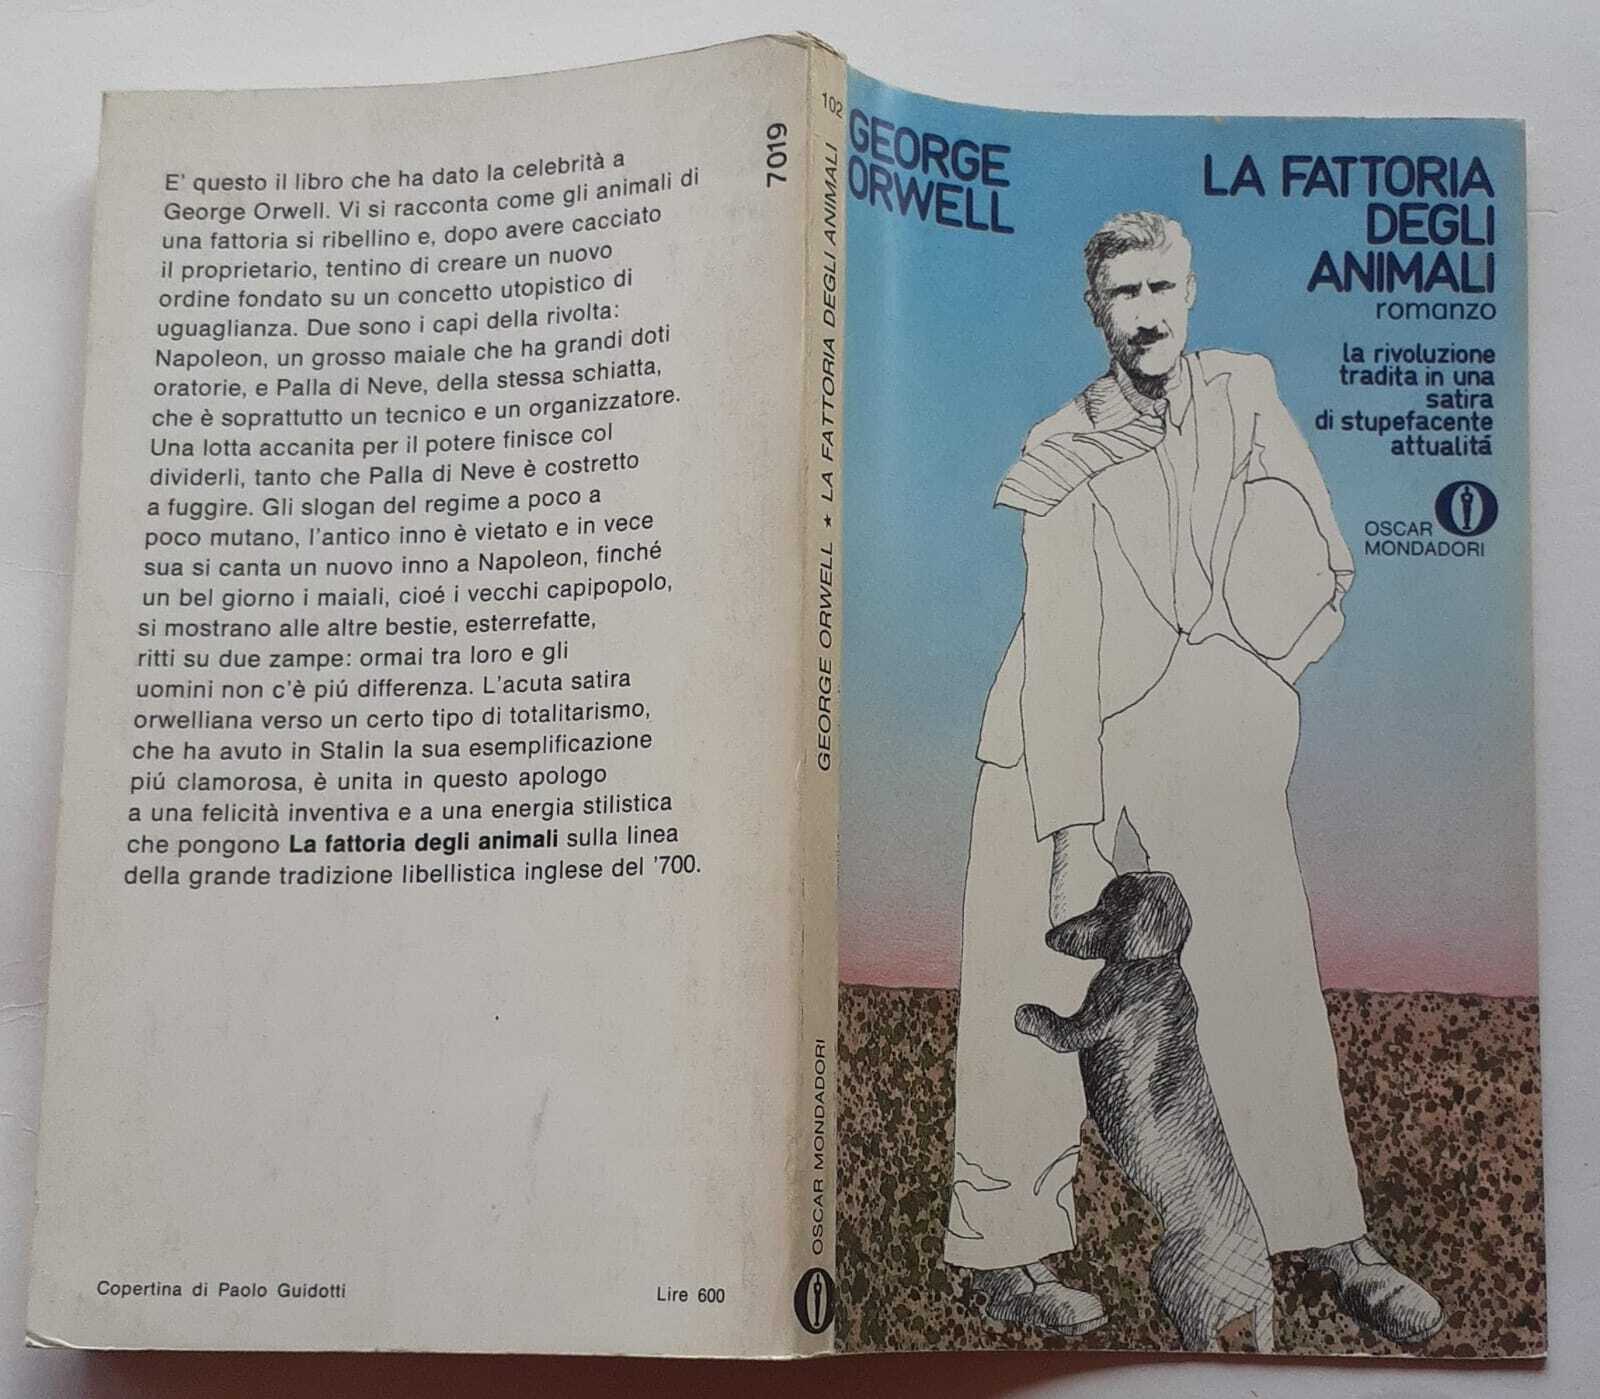 E' questo il libro che ha dato la celebrità a
George Orwell. Vi si racconta come gli animali di
una fattoria si ribellino e, dopo avere cacciato
il proprietario, tentino di creare un nuovo
ordine fondato su un concetto utopistico di
uguaglianza. Due sono i capi della rivolta:
Napoleon, un grosso maiale che ha grandi doti
oratorie, e Palla di Neve, della stessa schiatta,
che è soprattutto un tecnico e un organizzatore.
Una lotta accanita per il potere finisce col
dividerli, tanto che Palla di Neve è costretto
a fuggire. Gli slogan del regime a poco a
poco mutano, l'antico inno è vietato e in vece
sua si canta un nuovo inno a Napoleon, finché
un bel giorno i maiali, cioé i vecchi capipopolo,
si mostrano alle altre bestie, esterrefatte,
ritti su due zampe: ormai tra loro e gli
uomini non c'è piú differenza. L'acuta satira
orwelliana verso un certo tipo di totalitarismo,
che ha avuto in Stalin la sua esemplificazione
piú clamorosa, è unita in questo apologo
a una felicità inventiva e a una energia stilistica
che pongono La fattoria degli animali sulla linea
della grande tradizione libellistica inglese del '700.
Copertina di Paolo Guidotti
Lire 600
7019
102
GEORGE ORWELL ★ LA FATTORIA DEGLI ANIMALI
OSCAR MONDADORI
GEORGE
ORWELL
LA FATTORIA
DEGLI
ANIMALI
romanzo
la rivoluzione
tradita in una
satira
di stupefacente
attualitá
OSCAR
MONDADORI